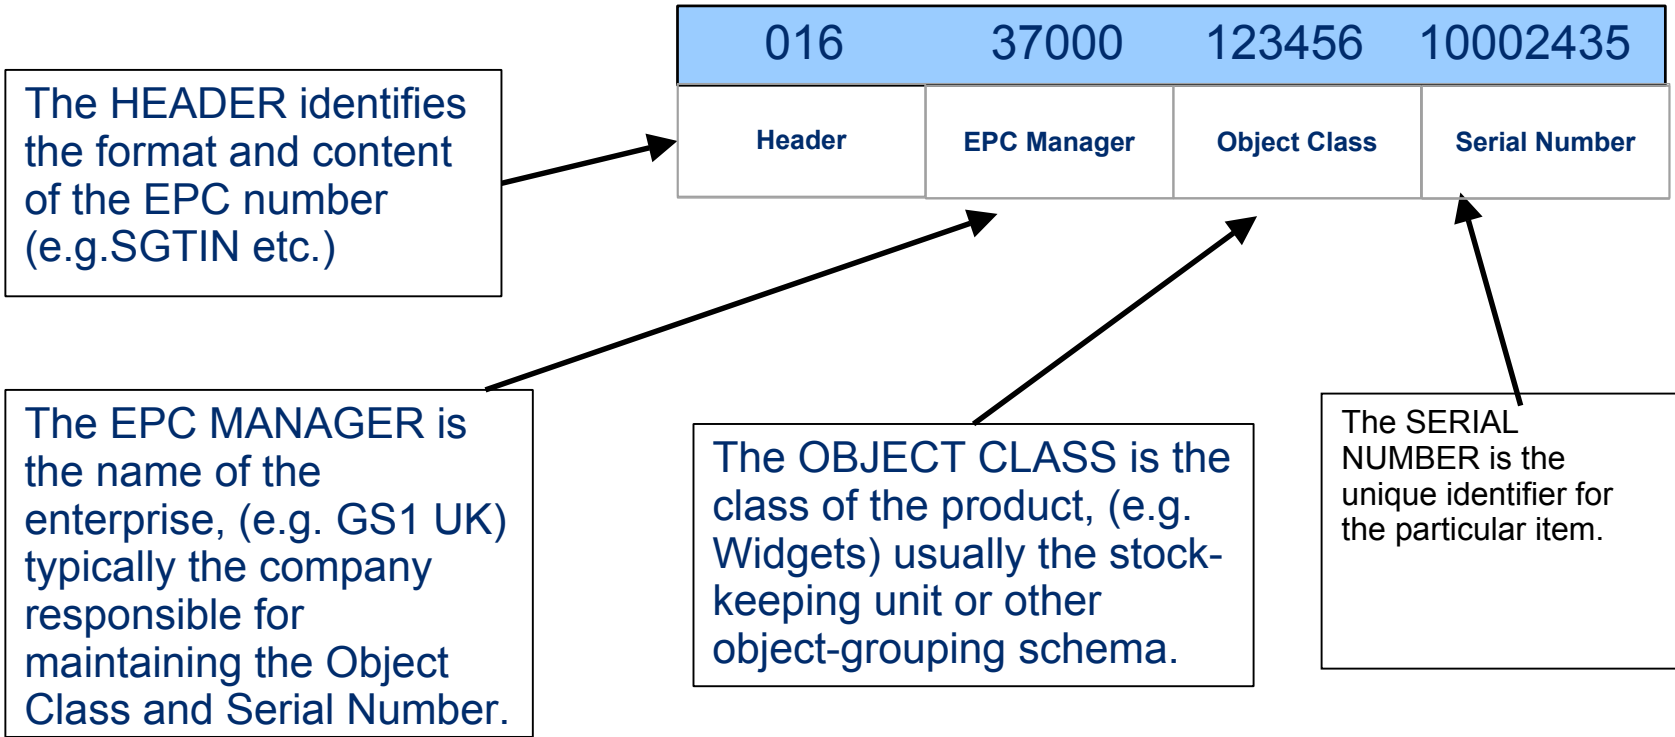 016 37000 123456 10002435
Header EPC Manager Object Class Serial Number
The HEADER identifies
the format and content
of the EPC number
(e.g.SGTIN etc.)
The EPC MANAGER is
the name of the
enterprise, (e.g. GS1 UK)
typically the company
responsible for
maintaining the Object
Class and Serial Number.
The OBJECT CLASS is the
class of the product, (e.g.
Widgets) usually the stock-
keeping unit or other
object-grouping schema.
The SERIAL
NUMBER is the
unique identifier for
the particular item.